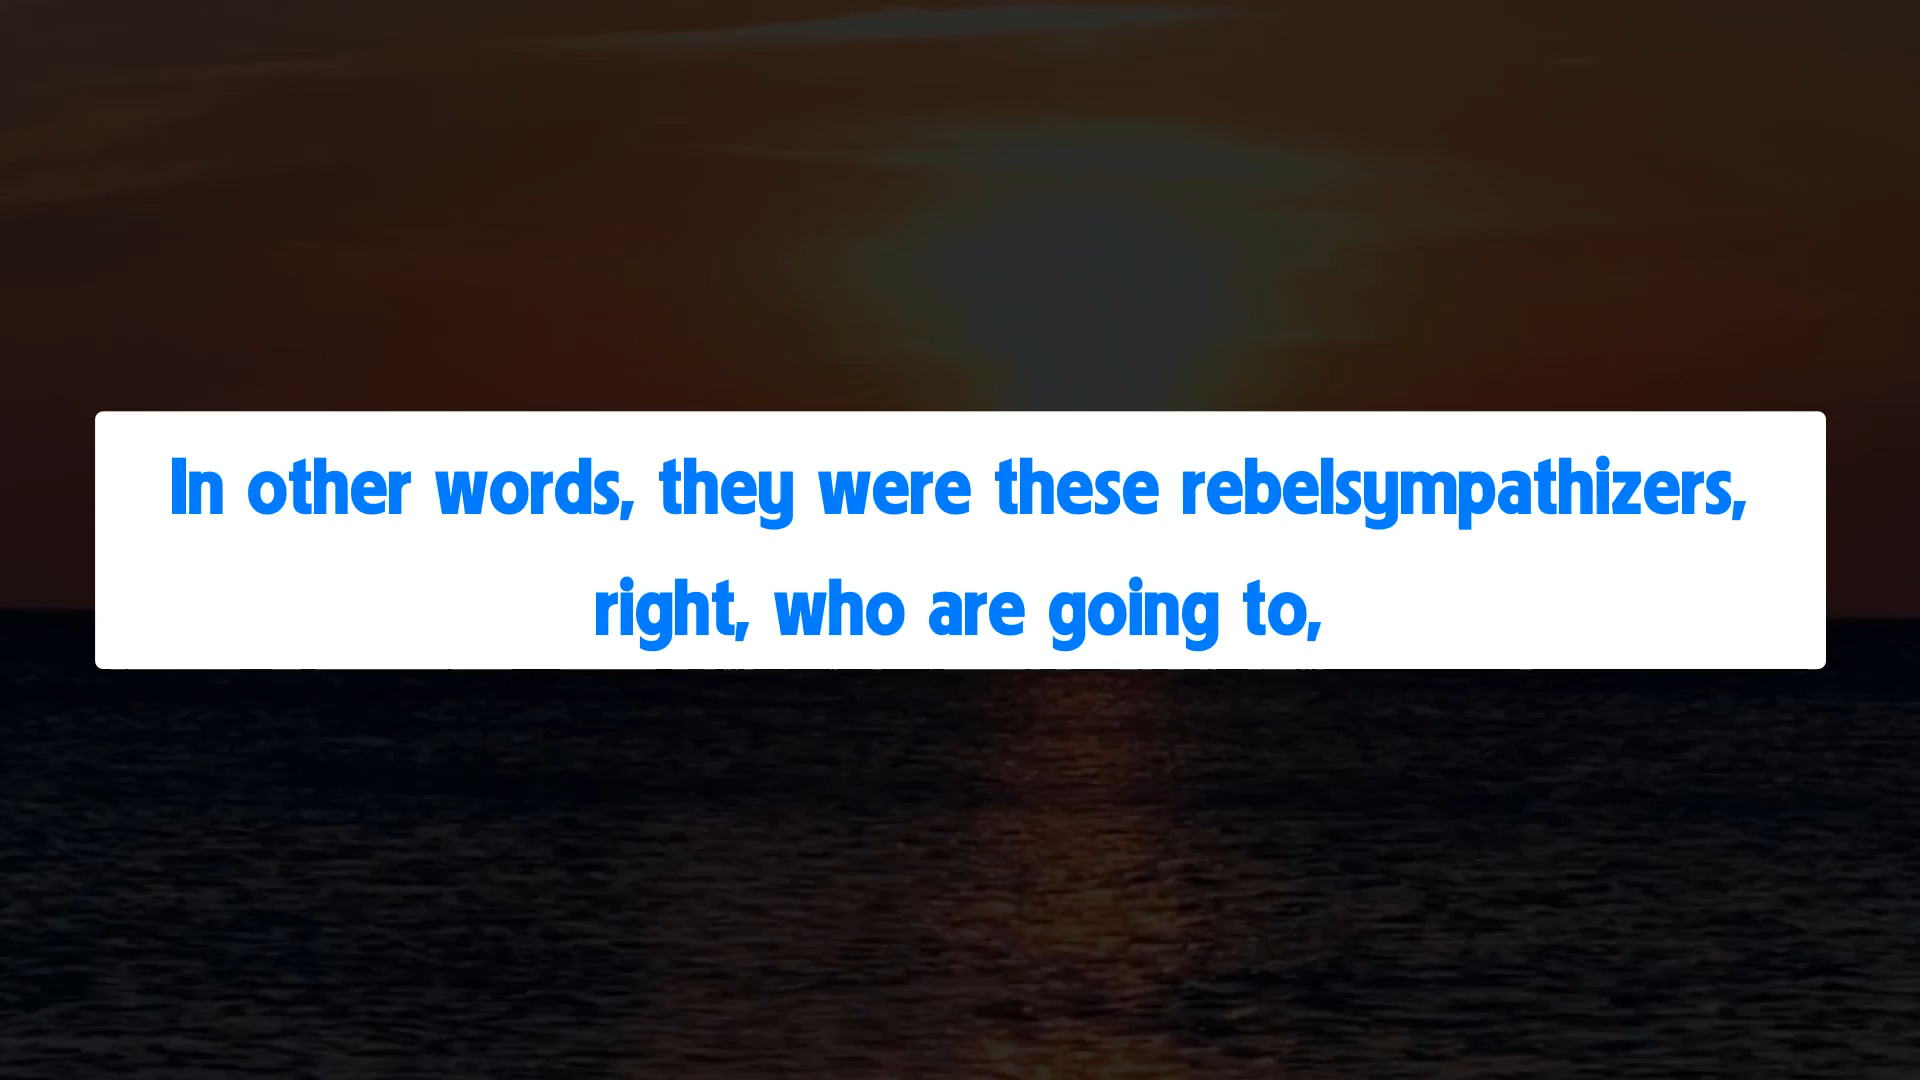 In other words, they were these rebelsympathizers,
right, who are going to,